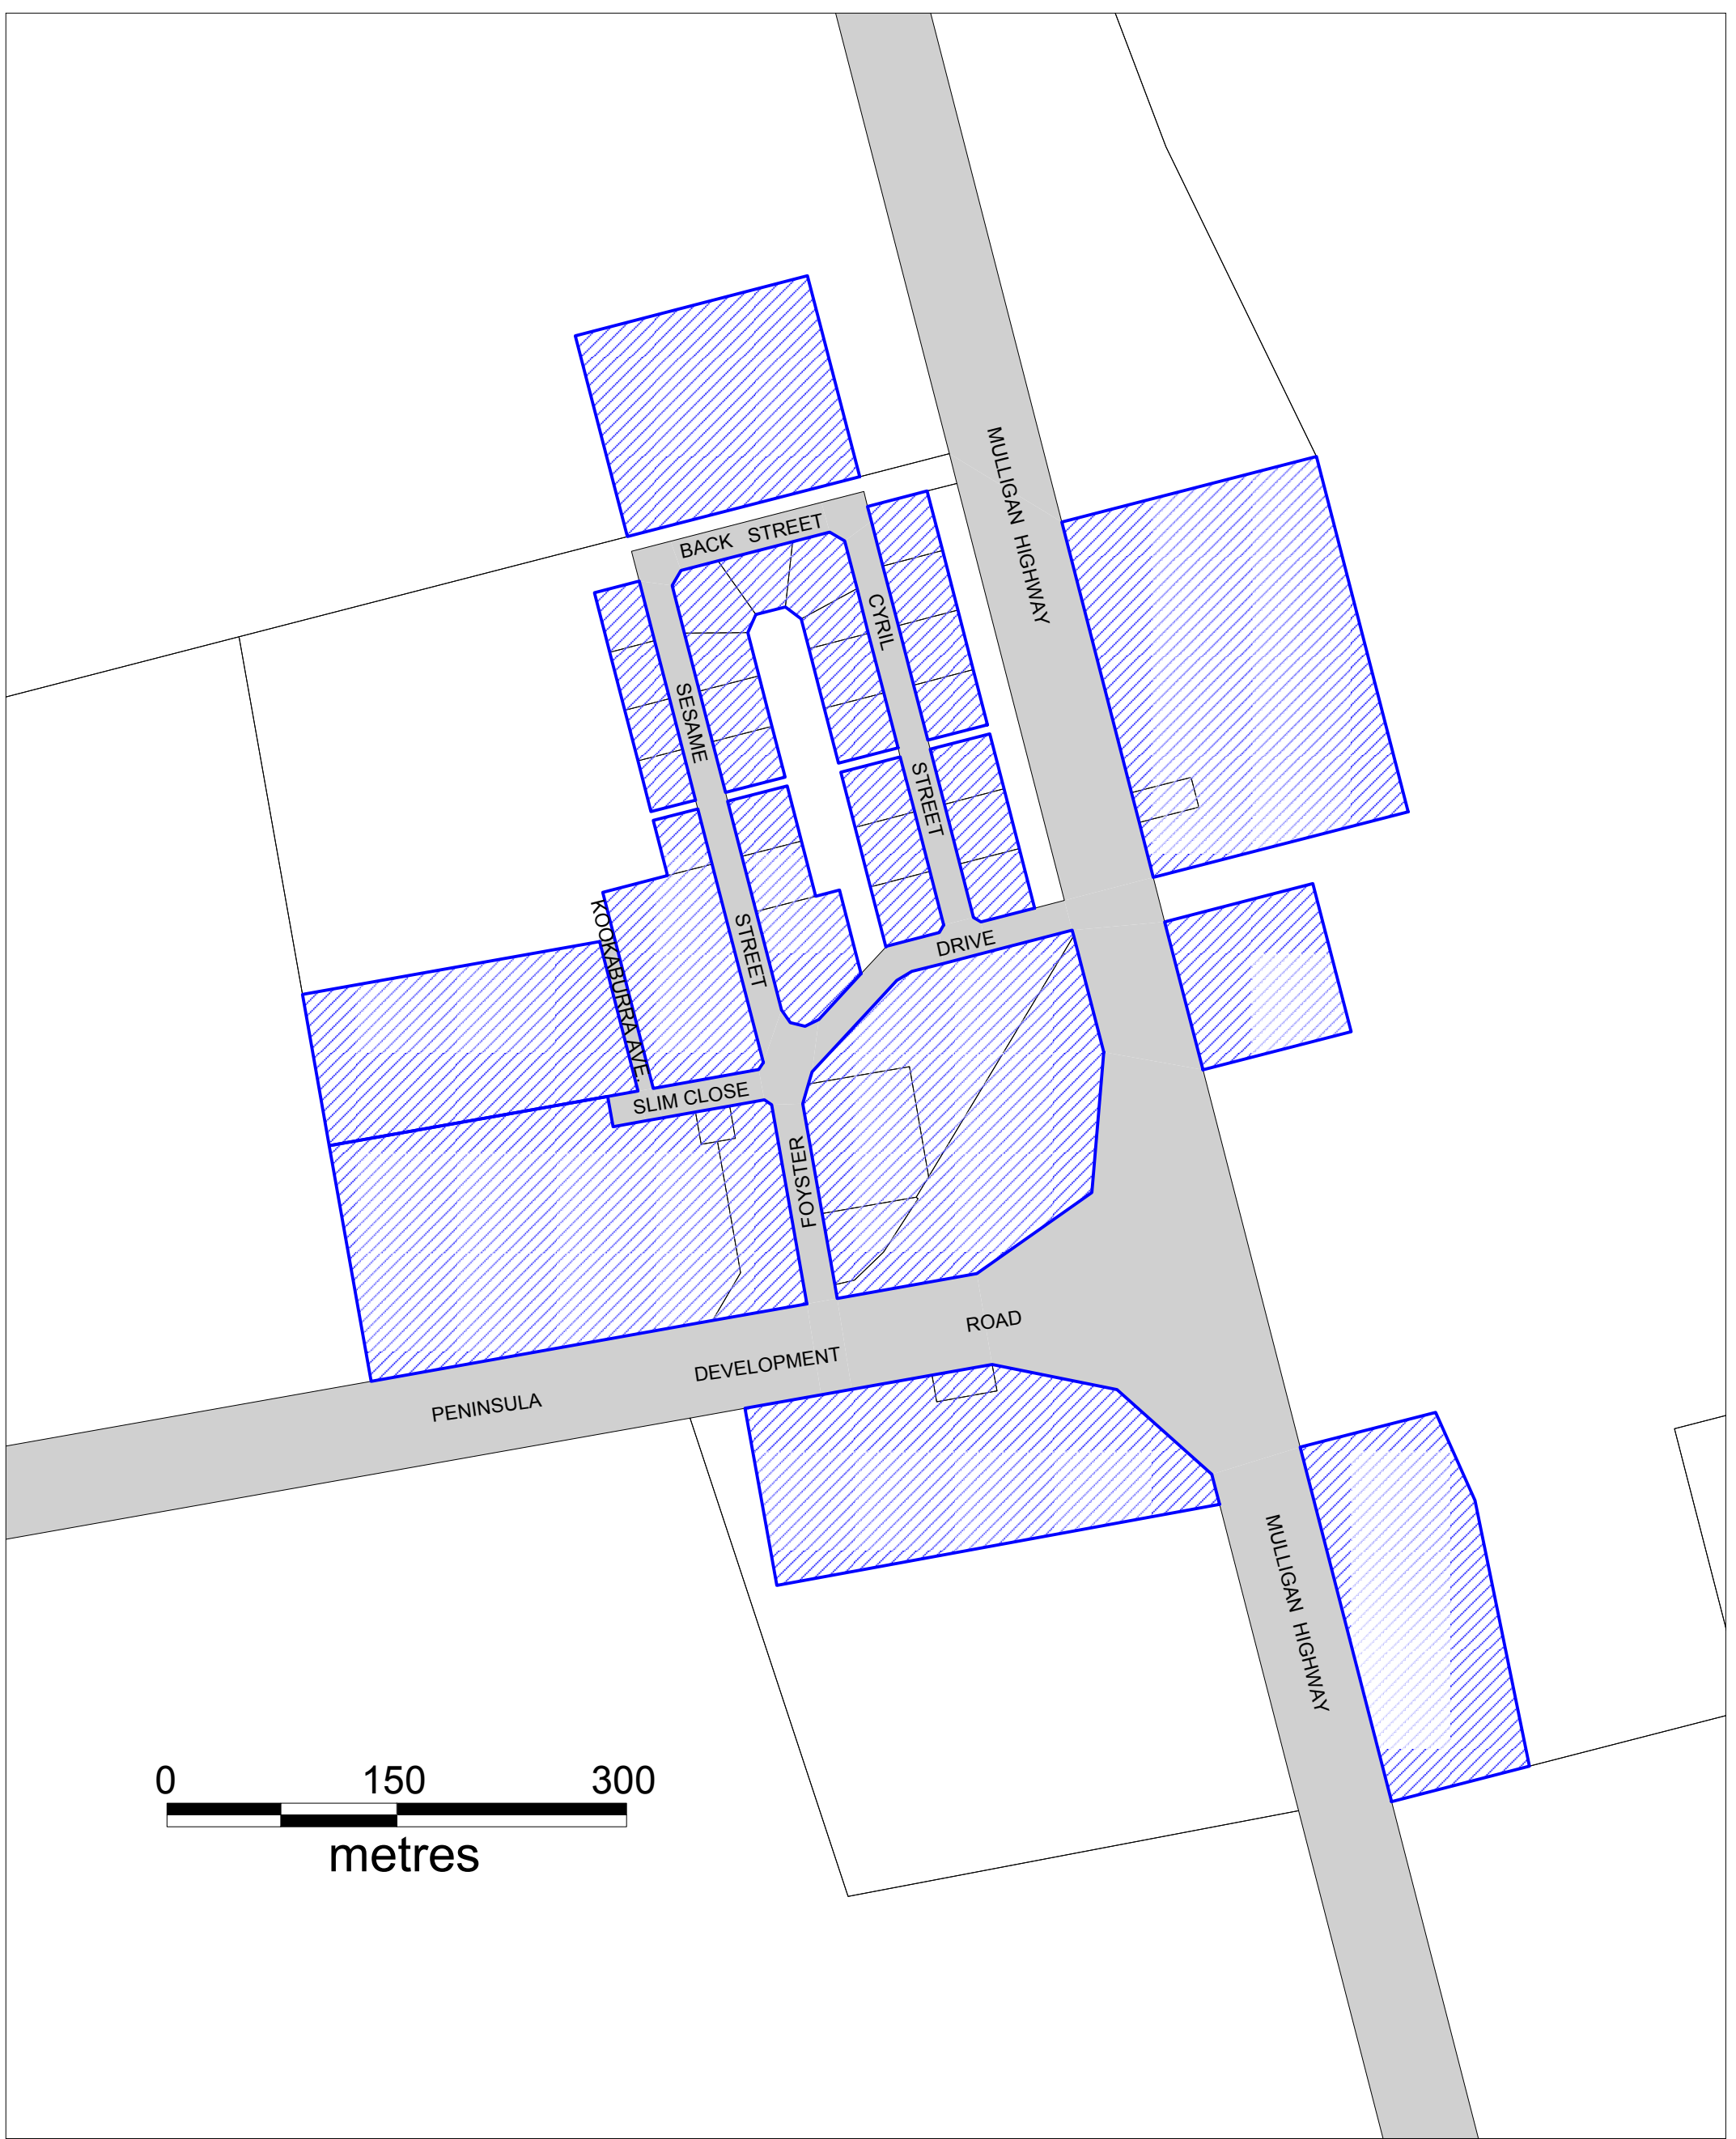 MULLIGAN HIGHWAY
BACK STREET
CYRIL
STREET
SESAME
STREET
KOOKABURRA AVE.
DRIVE
SLIM CLOSE
FOYSTER
ROAD
DEVELOPMENT
PENINSULA
MULLIGAN HIGHWAY
0 150 300
metres